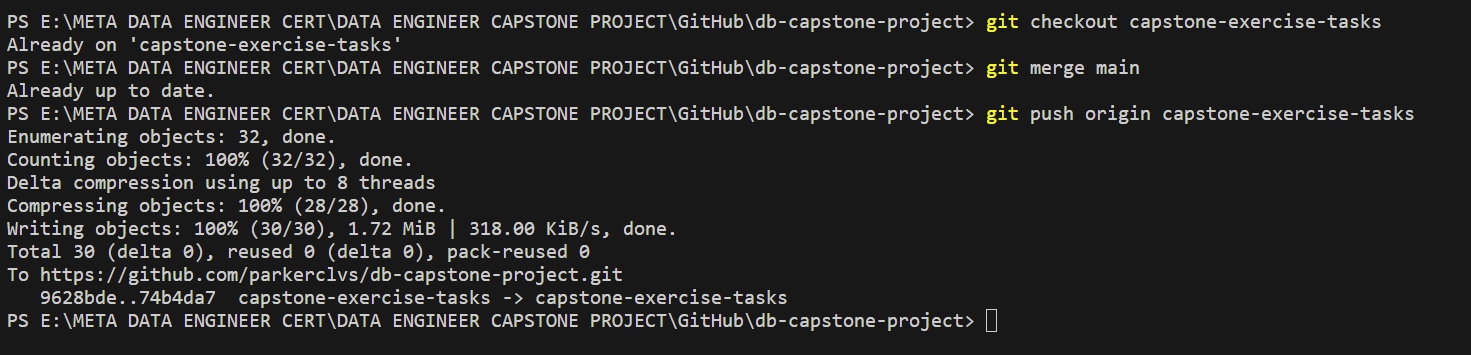 PS E:\META DATA ENGINEER CERT\DATA ENGINEER CAPSTONE PROJECT\GitHub\db-capstone-project> git checkout capstone-exercise-tasks
Already on 'capstone-exercise-tasks'
PS E:\META DATA ENGINEER CERT\DATA ENGINEER CAPSTONE PROJECT\GitHub\db-capstone-project> git merge main
Already up to date.
PS E:\META DATA ENGINEER CERT\DATA ENGINEER CAPSTONE PROJECT\GitHub\db-capstone-project> git push origin capstone-exercise-tasks
Enumerating objects: 32, done.
Counting objects: 100% (32/32), done.
Delta compression using up to 8 threads
Compressing objects: 100% (28/28), done.
Writing objects: 100% (30/30), 1.72 MiB | 318.00 KiB/s, done.
Total 30 (delta 0), reused 0 (delta 0), pack-reused 0
To https://github.com/parkerclvs/db-capstone-project.git
   9628bde..74b4da7  capstone-exercise-tasks -> capstone-exercise-tasks
PS E:\META DATA ENGINEER CERT\DATA ENGINEER CAPSTONE PROJECT\GitHub\db-capstone-project>